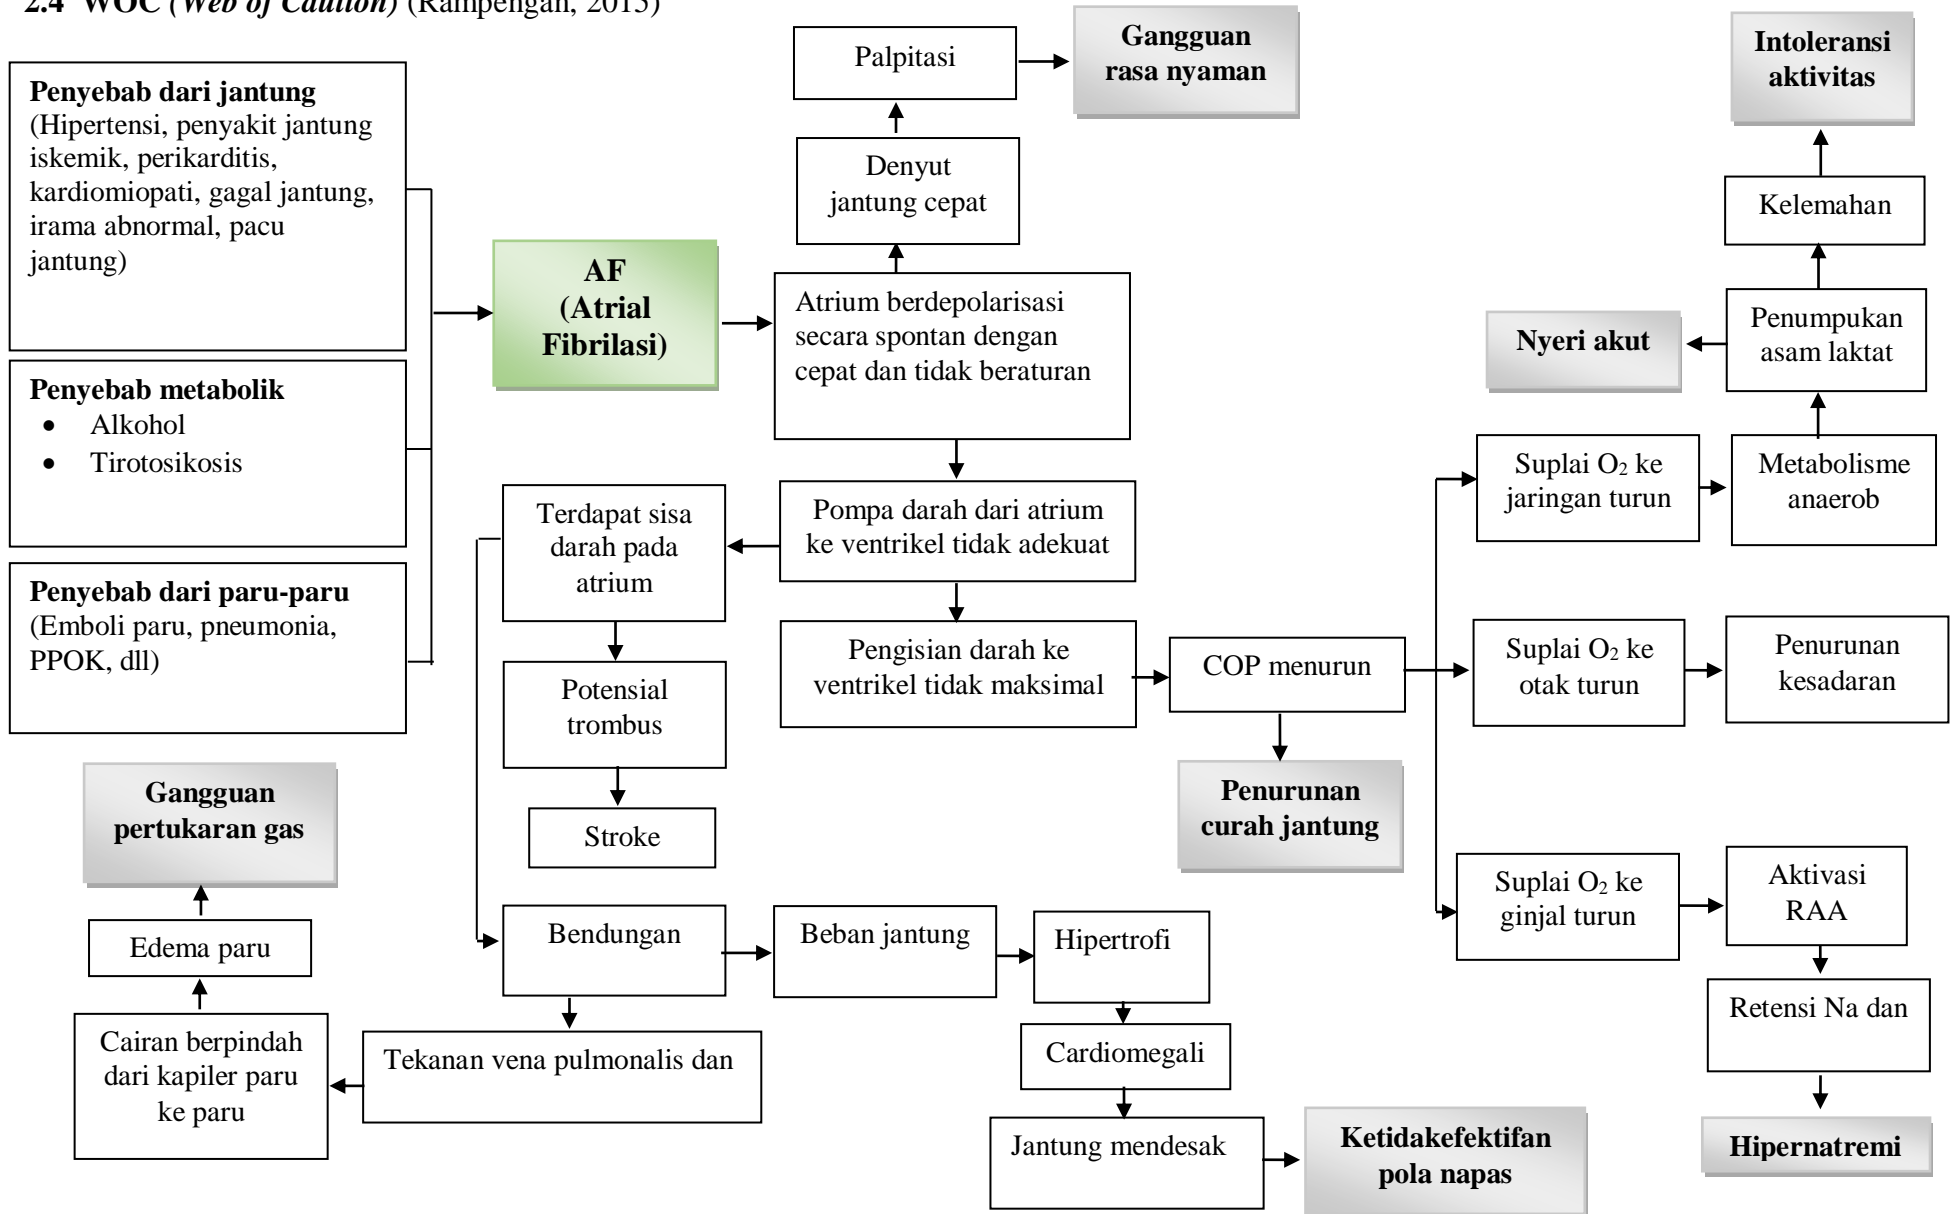 2.4 WOC (Web of Caution) (Rampengan, 2015)
Penyebab dari jantung
(Hipertensi, penyakit jantung
iskemik, perikarditis,
kardiomiopati, gagal jantung,
irama abnormal, pacu
jantung)
Penyebab metabolik
• Alkohol
• Tirotosikosis
Penyebab dari paru-paru
(Emboli paru, pneumonia,
PPOK, dll)
AF
(Atrial
Fibrilasi)
Palpitasi
Gangguan
rasa nyaman
Denyut
jantung cepat
Atrium berdepolarisasi
secara spontan dengan
cepat dan tidak beraturan
Pompa darah dari atrium
ke ventrikel tidak adekuat
Terdapat sisa
darah pada
atrium
Potensial
trombus
Stroke
Pengisian darah ke
ventrikel tidak maksimal
COP menurun
Penurunan
curah jantung
Intoleransi
aktivitas
Kelemahan
Penumpukan
asam laktat
Nyeri akut
Suplai O₂ ke
jaringan turun
Metabolisme
anaerob
Suplai O₂ ke
otak turun
Penurunan
kesadaran
Suplai O₂ ke
ginjal turun
Aktivasi
RAA
Retensi Na dan
Hipernatremi
Gangguan
pertukaran gas
Edema paru
Cairan berpindah
dari kapiler paru
ke paru
Bendungan
Tekanan vena pulmonalis dan
Beban jantung
Hipertrofi
Cardiomegali
Jantung mendesak
Ketidakefektifan
pola napas